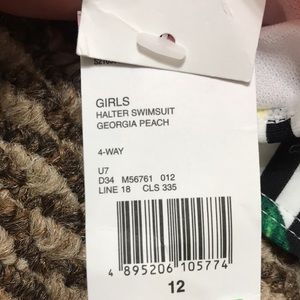 GIRLS
HALTER SWIMSUIT
GEORGIA PEACH
4-WAY
U7
D34 M56761 012
LINE 18 CLS 335
4 895206 105774
12